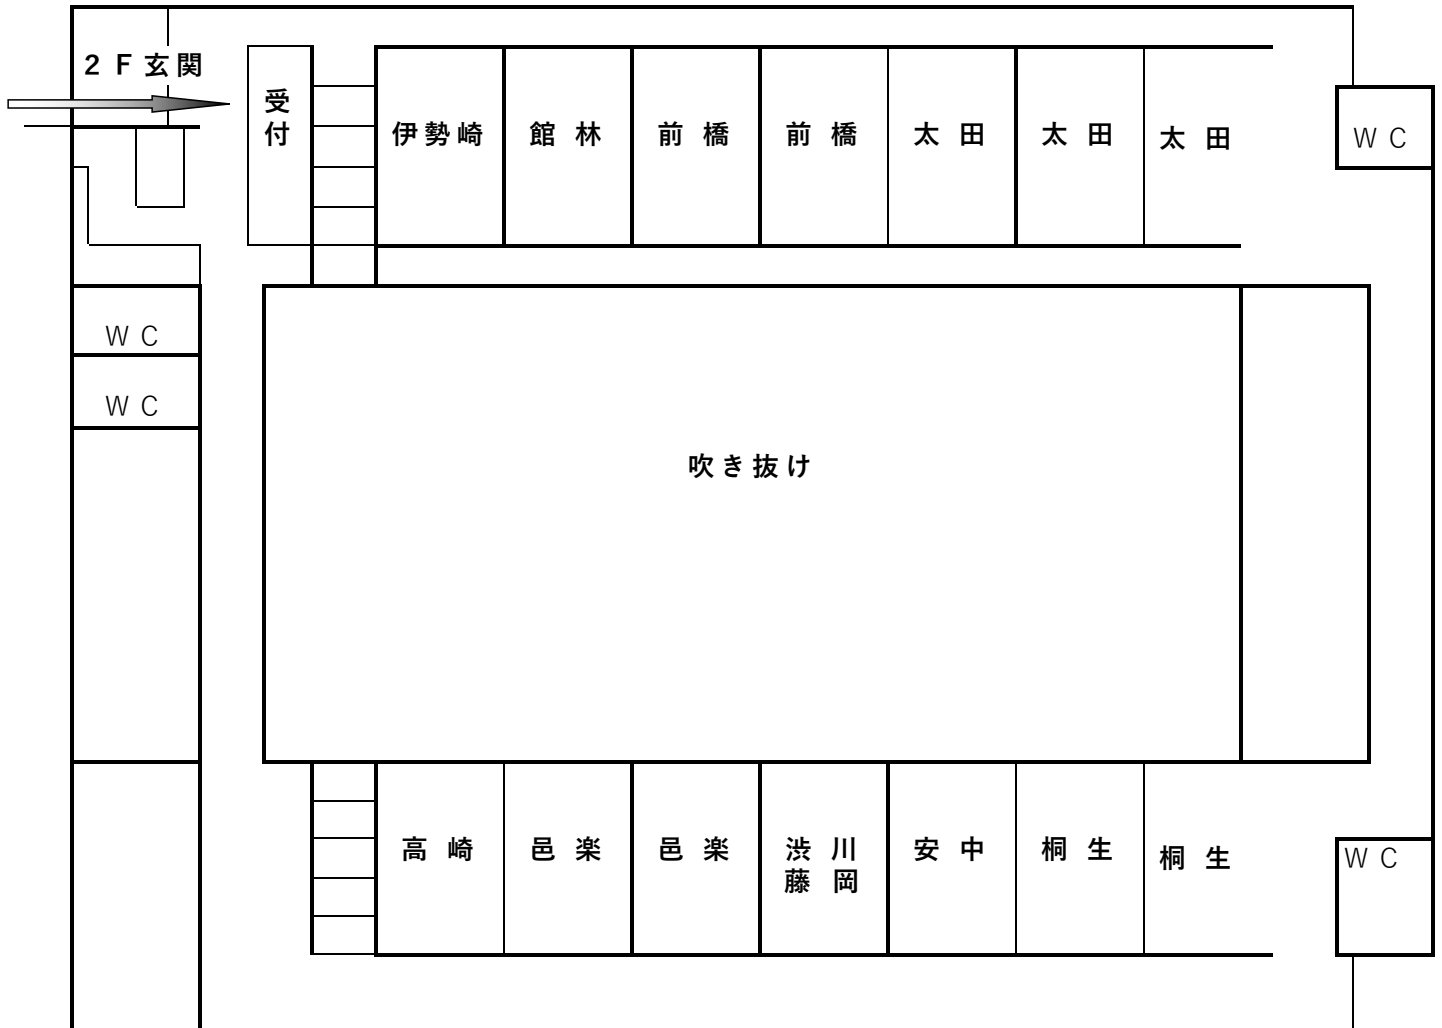 ２Ｆ玄関
受付
伊勢崎
館林
前橋
前橋
太田
太田
太田
ＷＣ
ＷＣ
ＷＣ
吹き抜け
高崎
邑楽
邑楽
渋川
藤岡
安中
桐生
桐生
ＷＣ